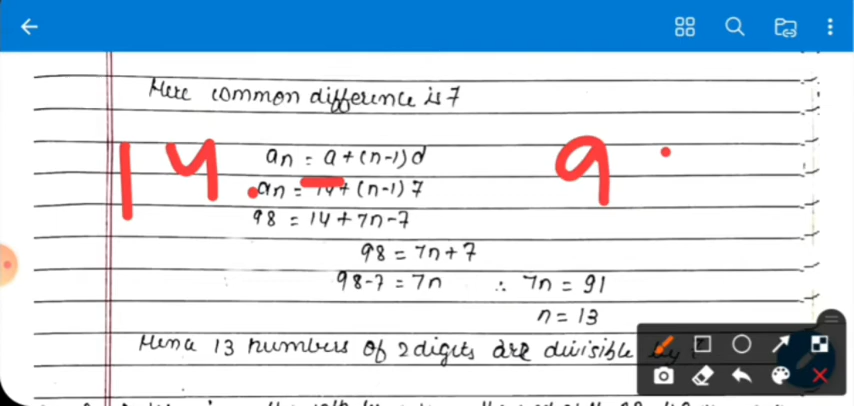 Here common difference is 7
an = a + (n-1) d
14.
9
an = 14 + (n-1) 7
98 = 14 + 7n - 7
98 = 7n + 7
98 - 7 = 7n ∴ 7n = 91
n = 13
Hence 13 numbers of 2 digits are divisible by